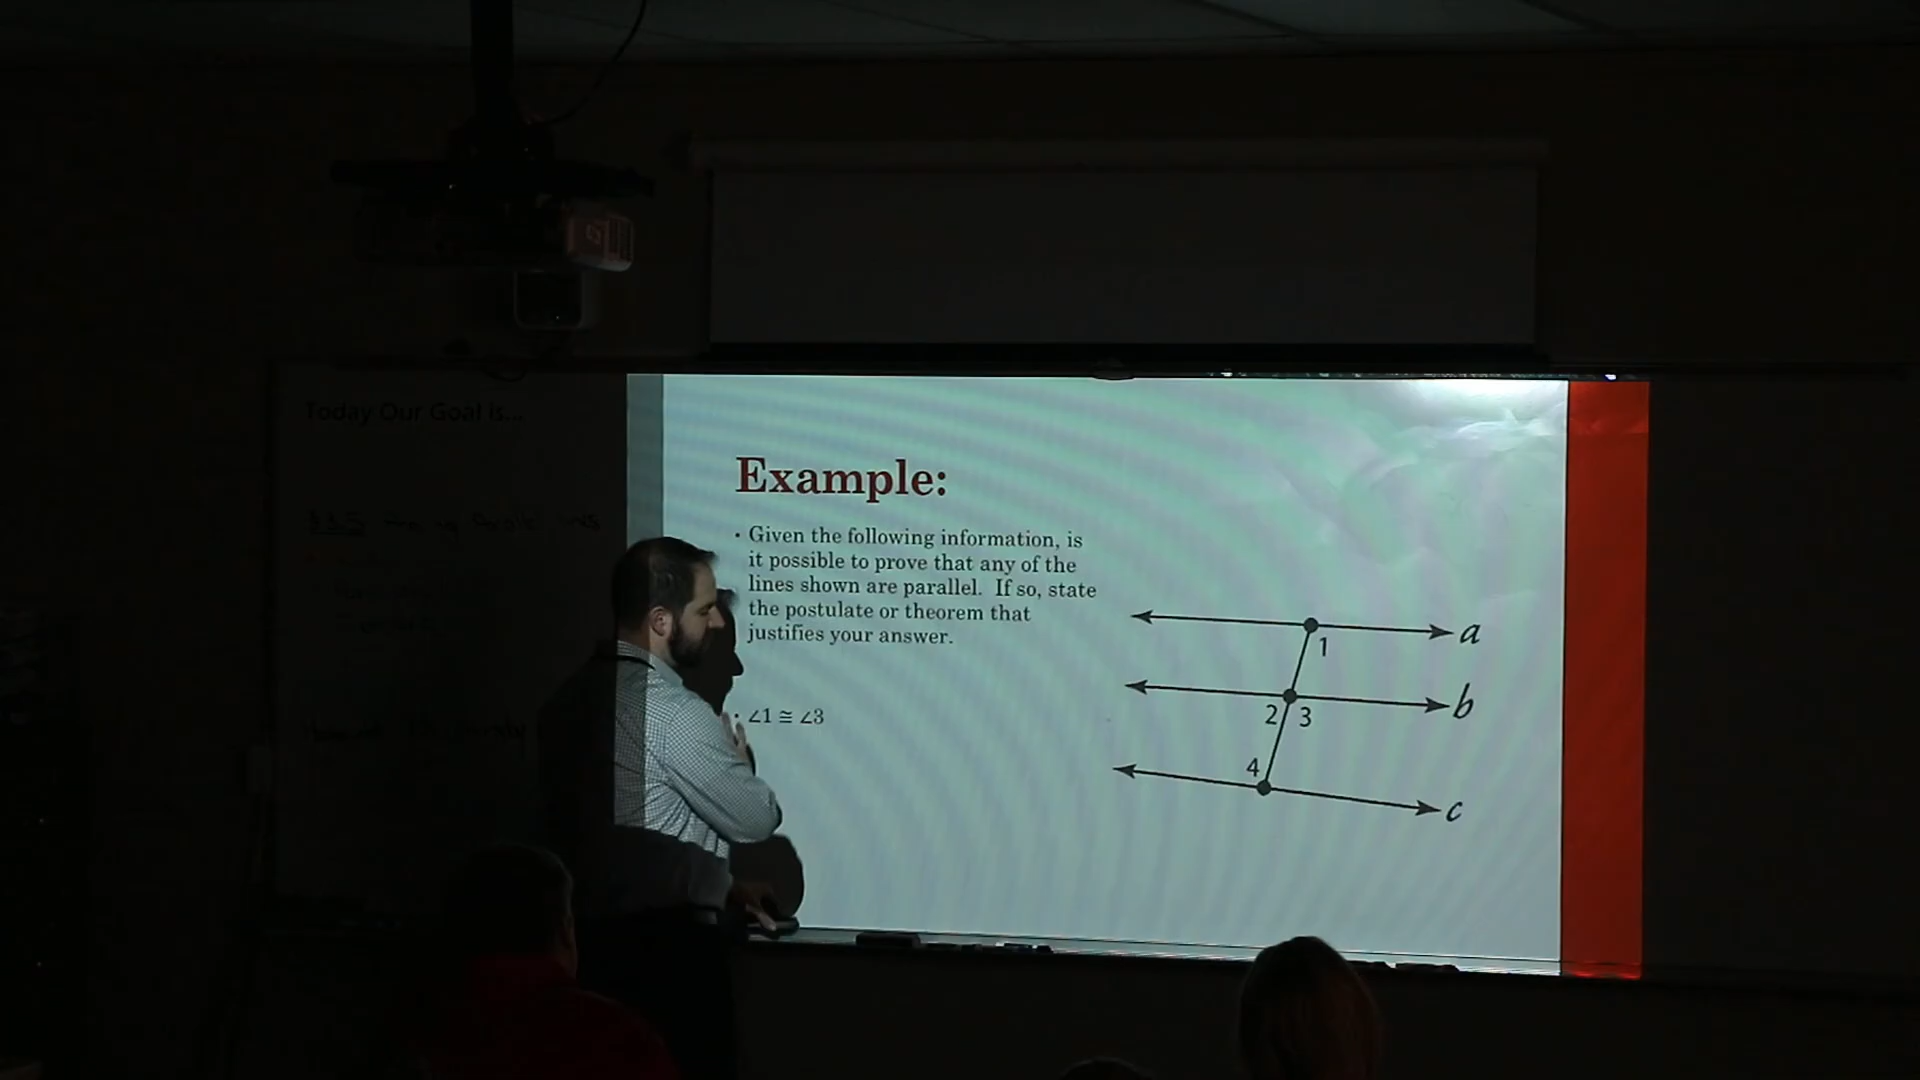 Today Our Goal is...
Example:
• Given the following information, is
it possible to prove that any of the
lines shown are parallel. If so, state
the postulate or theorem that
justifies your answer.
• ∠1 ≅ ∠3
a
1
b
2 3
4
c